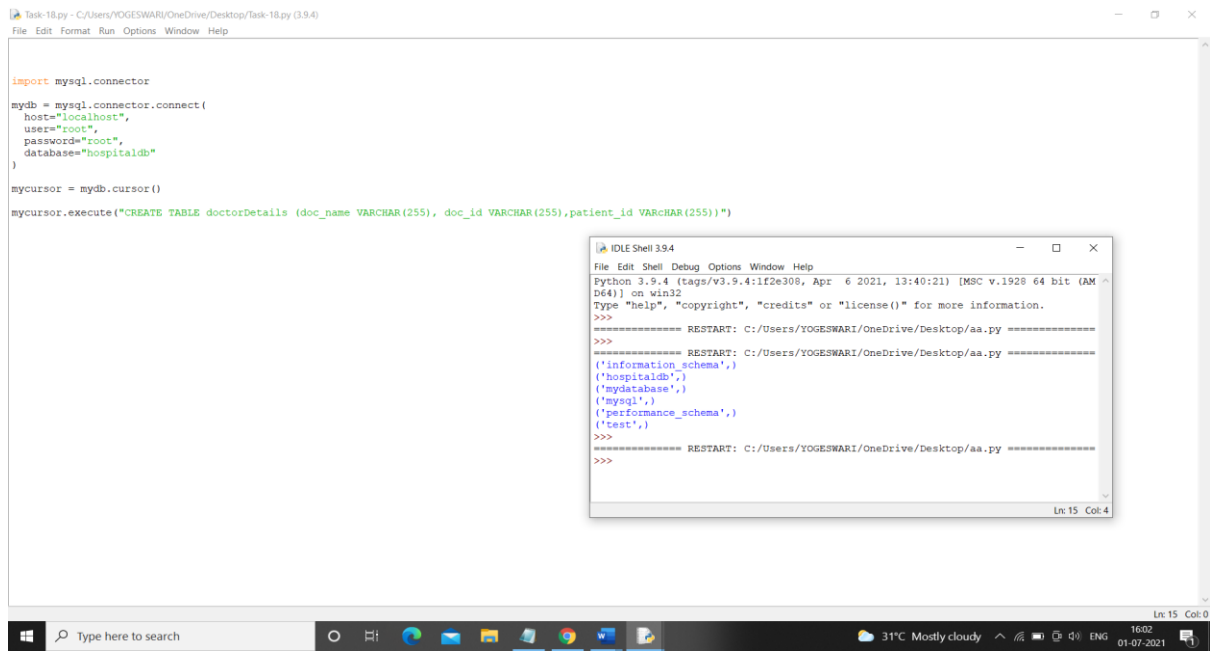 Task-18.py - C:/Users/YOGESWARI/OneDrive/Desktop/Task-18.py (3.9.4)
File Edit Format Run Options Window Help
import mysql.connector
mydb = mysql.connector.connect(
  host="localhost",
  user="root",
  password="root",
  database="hospitaldb"
)
mycursor = mydb.cursor()
mycursor.execute("CREATE TABLE doctorDetails (doc_name VARCHAR(255), doc_id VARCHAR(255),patient_id VARcHAR(255))")
IDLE Shell 3.9.4
File Edit Shell Debug Options Window Help
Python 3.9.4 (tags/v3.9.4:1f2e308, Apr  6 2021, 13:40:21) [MSC v.1928 64 bit (AM
D64)] on win32
Type "help", "copyright", "credits" or "license()" for more information.
>>>
============== RESTART: C:/Users/YOGESWARI/OneDrive/Desktop/aa.py ==============
>>>
============== RESTART: C:/Users/YOGESWARI/OneDrive/Desktop/aa.py ==============
('information_schema',)
('hospitaldb',)
('mydatabase',)
('mysql',)
('performance_schema',)
('test',)
>>>
============== RESTART: C:/Users/YOGESWARI/OneDrive/Desktop/aa.py ==============
>>>
Ln: 15 Col: 4
Ln: 15 Col: 0
Type here to search
31°C Mostly cloudy
ENG
16:02
01-07-2021